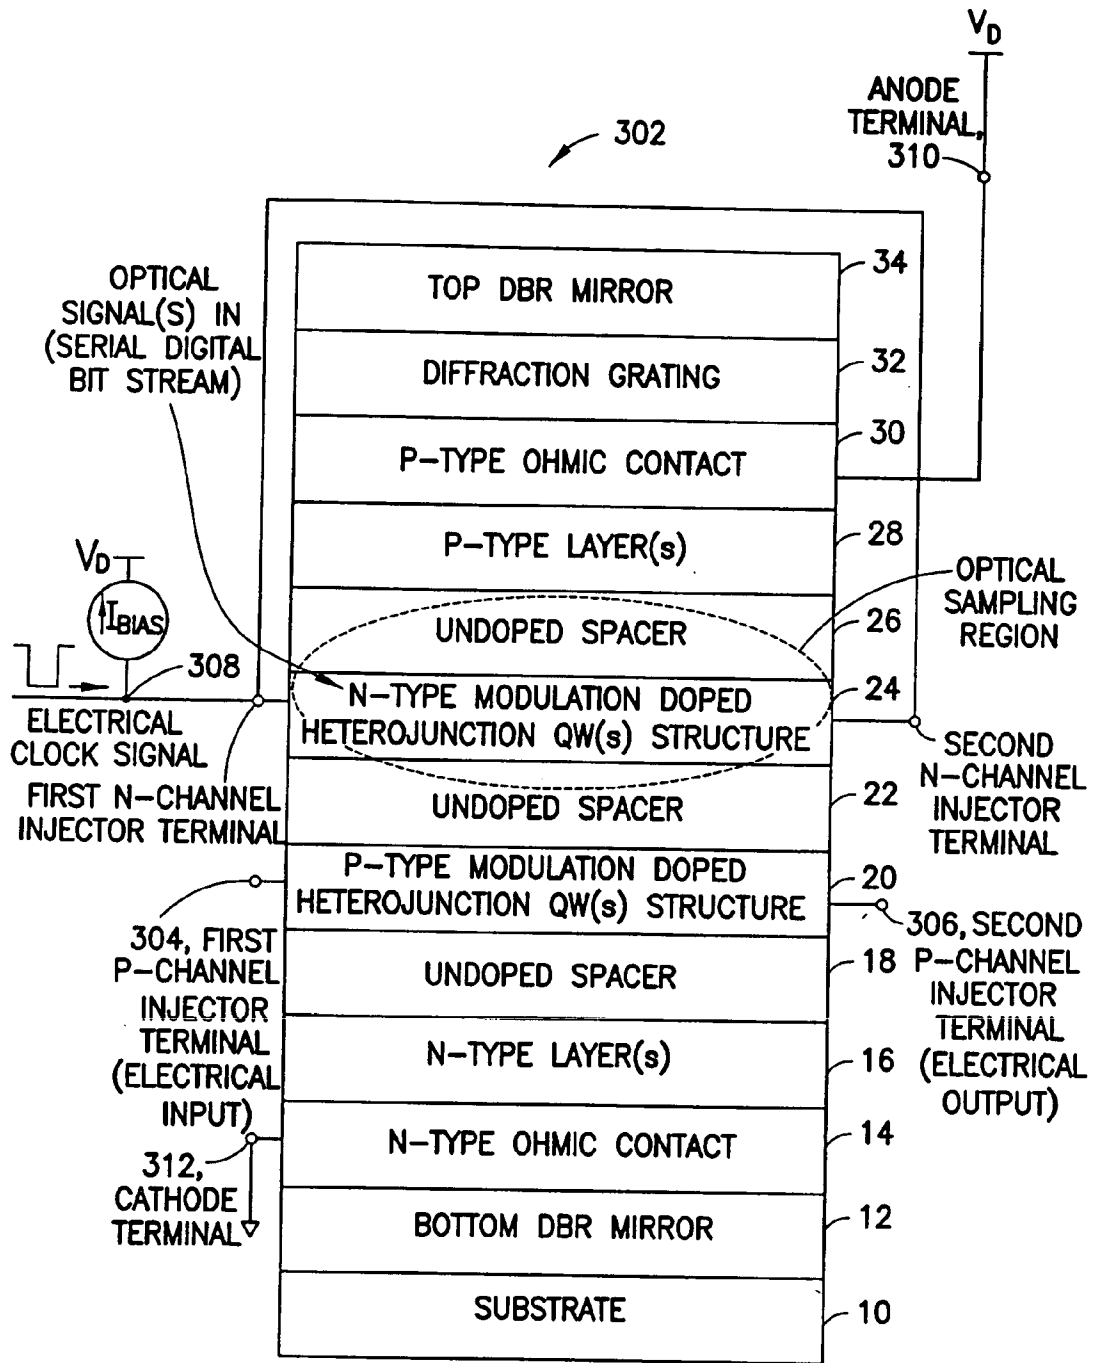 V_D
ANODE
TERMINAL,
310
302
OPTICAL
SIGNAL(S) IN
(SERIAL DIGITAL
BIT STREAM)
34
TOP DBR MIRROR
32
DIFFRACTION GRATING
30
P-TYPE OHMIC CONTACT
28
P-TYPE LAYER(s)
OPTICAL
SAMPLING
REGION
V_D
I_BIAS
26
UNDOPED SPACER
308
24
N-TYPE MODULATION DOPED
HETEROJUNCTION QW(s) STRUCTURE
ELECTRICAL
CLOCK SIGNAL
FIRST N-CHANNEL
INJECTOR TERMINAL
SECOND
N-CHANNEL
INJECTOR
TERMINAL
22
UNDOPED SPACER
20
P-TYPE MODULATION DOPED
HETEROJUNCTION QW(s) STRUCTURE
304, FIRST
P-CHANNEL
INJECTOR
TERMINAL
(ELECTRICAL
INPUT)
306, SECOND
P-CHANNEL
INJECTOR
TERMINAL
(ELECTRICAL
OUTPUT)
18
UNDOPED SPACER
16
N-TYPE LAYER(s)
14
N-TYPE OHMIC CONTACT
312,
CATHODE
TERMINAL
12
BOTTOM DBR MIRROR
10
SUBSTRATE